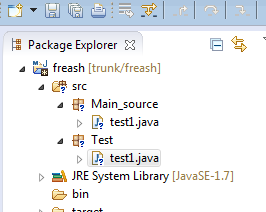 Package Explorer
freash [trunk/freash]
src
Main_source
test1.java
Test
test1.java
JRE System Library [JavaSE-1.7]
bin
target